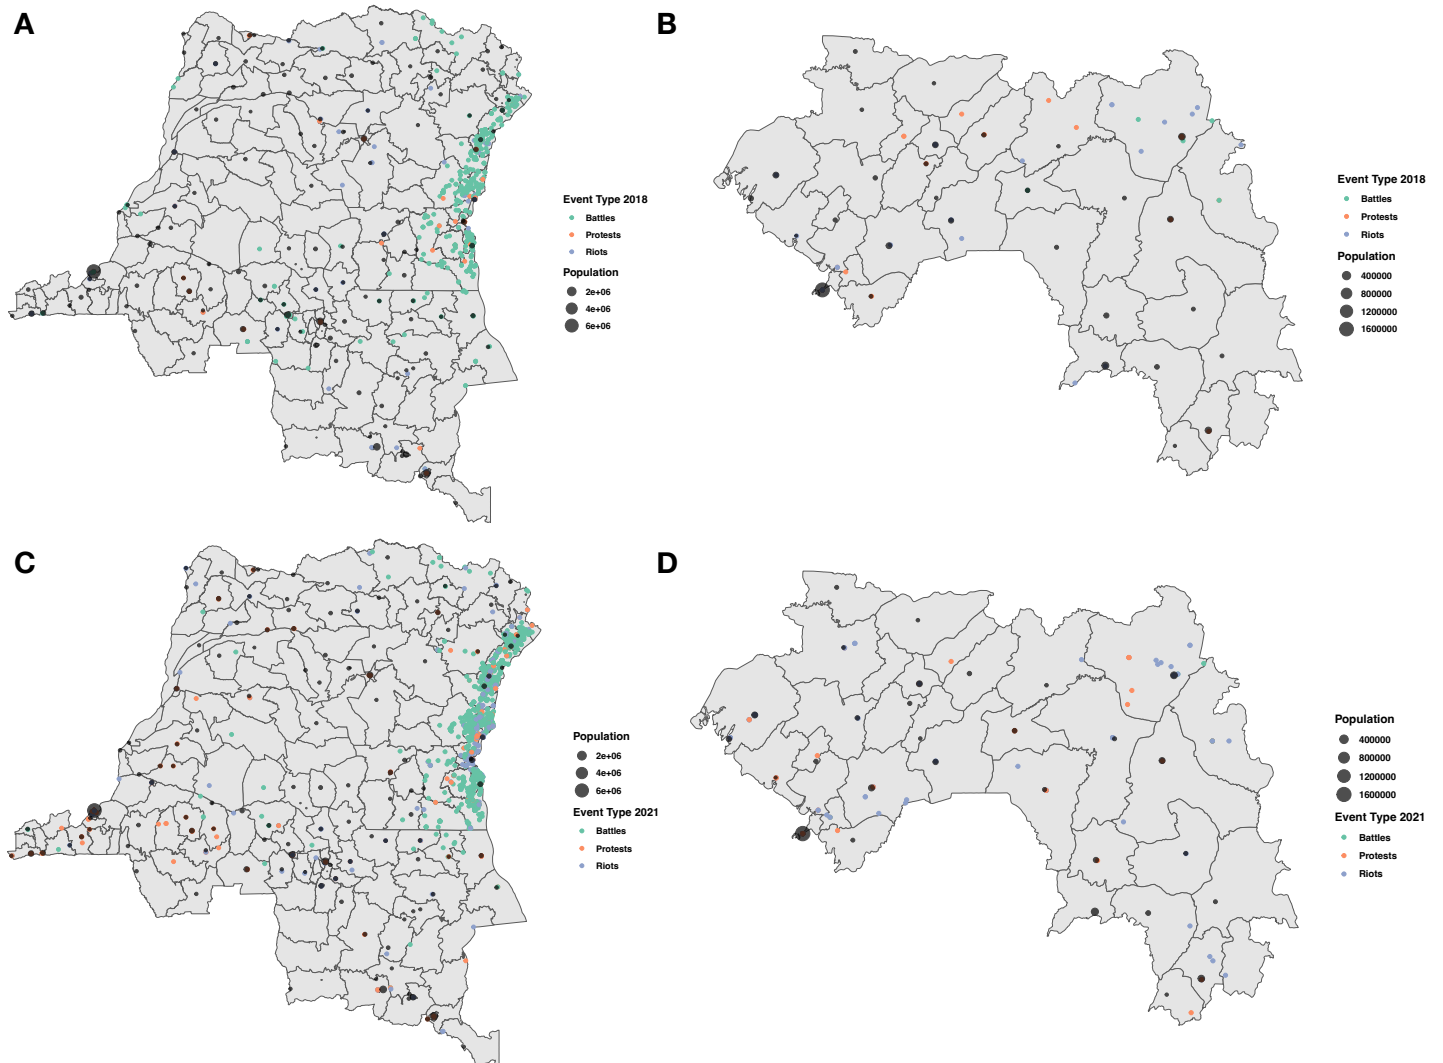 A
B
Event Type 2018
Battles
Protests
Riots
Population
2e+06
4e+06
6e+06
Event Type 2018
Battles
Protests
Riots
Population
400000
800000
1200000
1600000
C
D
Population
2e+06
4e+06
6e+06
Event Type 2021
Battles
Protests
Riots
Population
400000
800000
1200000
1600000
Event Type 2021
Battles
Protests
Riots